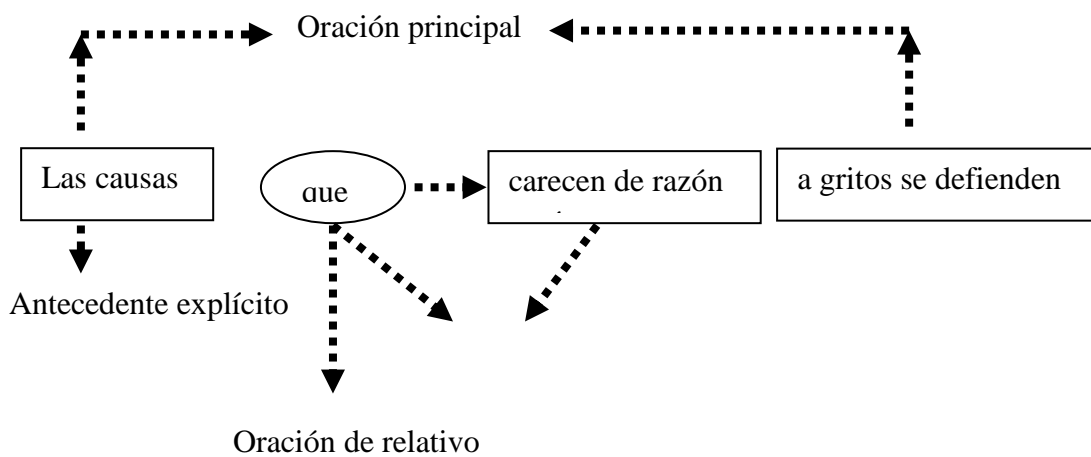 Oración principal
Las causas
que
carecen de razón
a gritos se defienden
Antecedente explícito
Oración de relativo